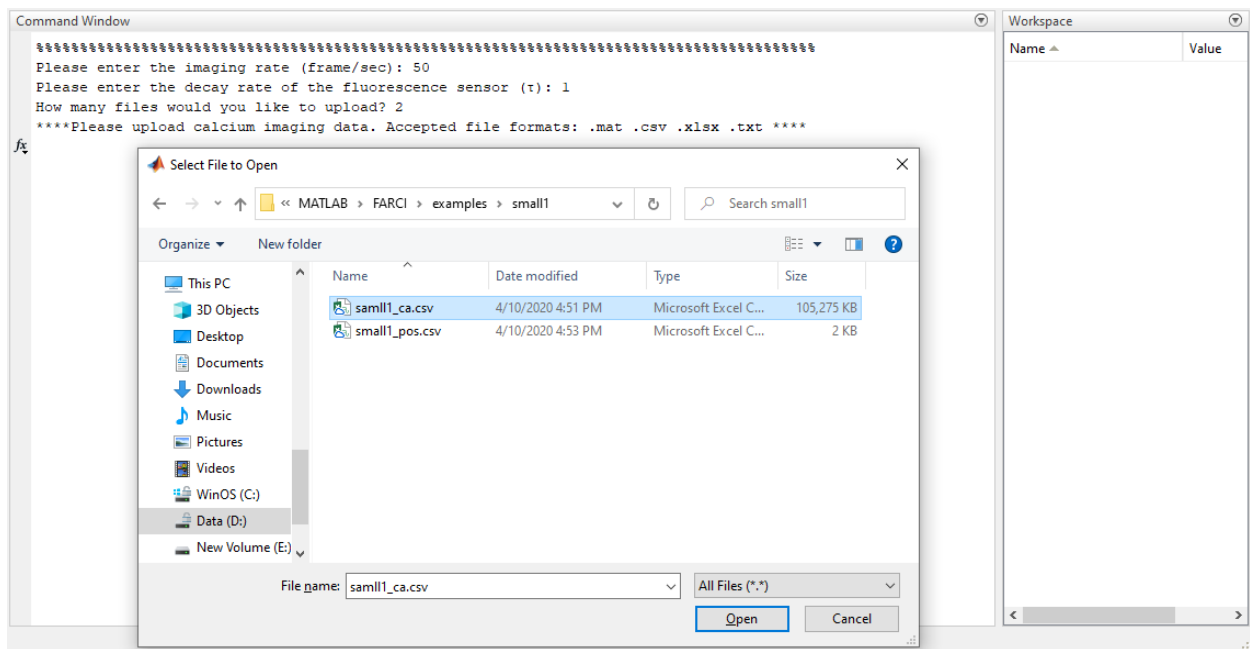 Command Window
%%%%%%%%%%%%%%%%%%%%%%%%%%%%%%%%%%%%%%%%%%%%%%%%%%%%%%%%%%%%%%%%%%%%%%%%%%%%%%%%%%%%%%%%%%
Please enter the imaging rate (frame/sec): 50
Please enter the decay rate of the fluorescence sensor (τ): 1
How many files would you like to upload? 2
****Please upload calcium imaging data. Accepted file formats: .mat .csv .xlsx .txt ****
fx
Select File to Open
« MATLAB › FARCI › examples › small1
Search small1
Organize
New folder
This PC
3D Objects
Desktop
Documents
Downloads
Music
Pictures
Videos
WinOS (C:)
Data (D:)
New Volume (E:)
Name Date modified Type Size
samll1_ca.csv 4/10/2020 4:51 PM Microsoft Excel C... 105,275 KB
small1_pos.csv 4/10/2020 4:53 PM Microsoft Excel C... 2 KB
File name: samll1_ca.csv
All Files (*.*)
Open Cancel
Workspace
Name Value